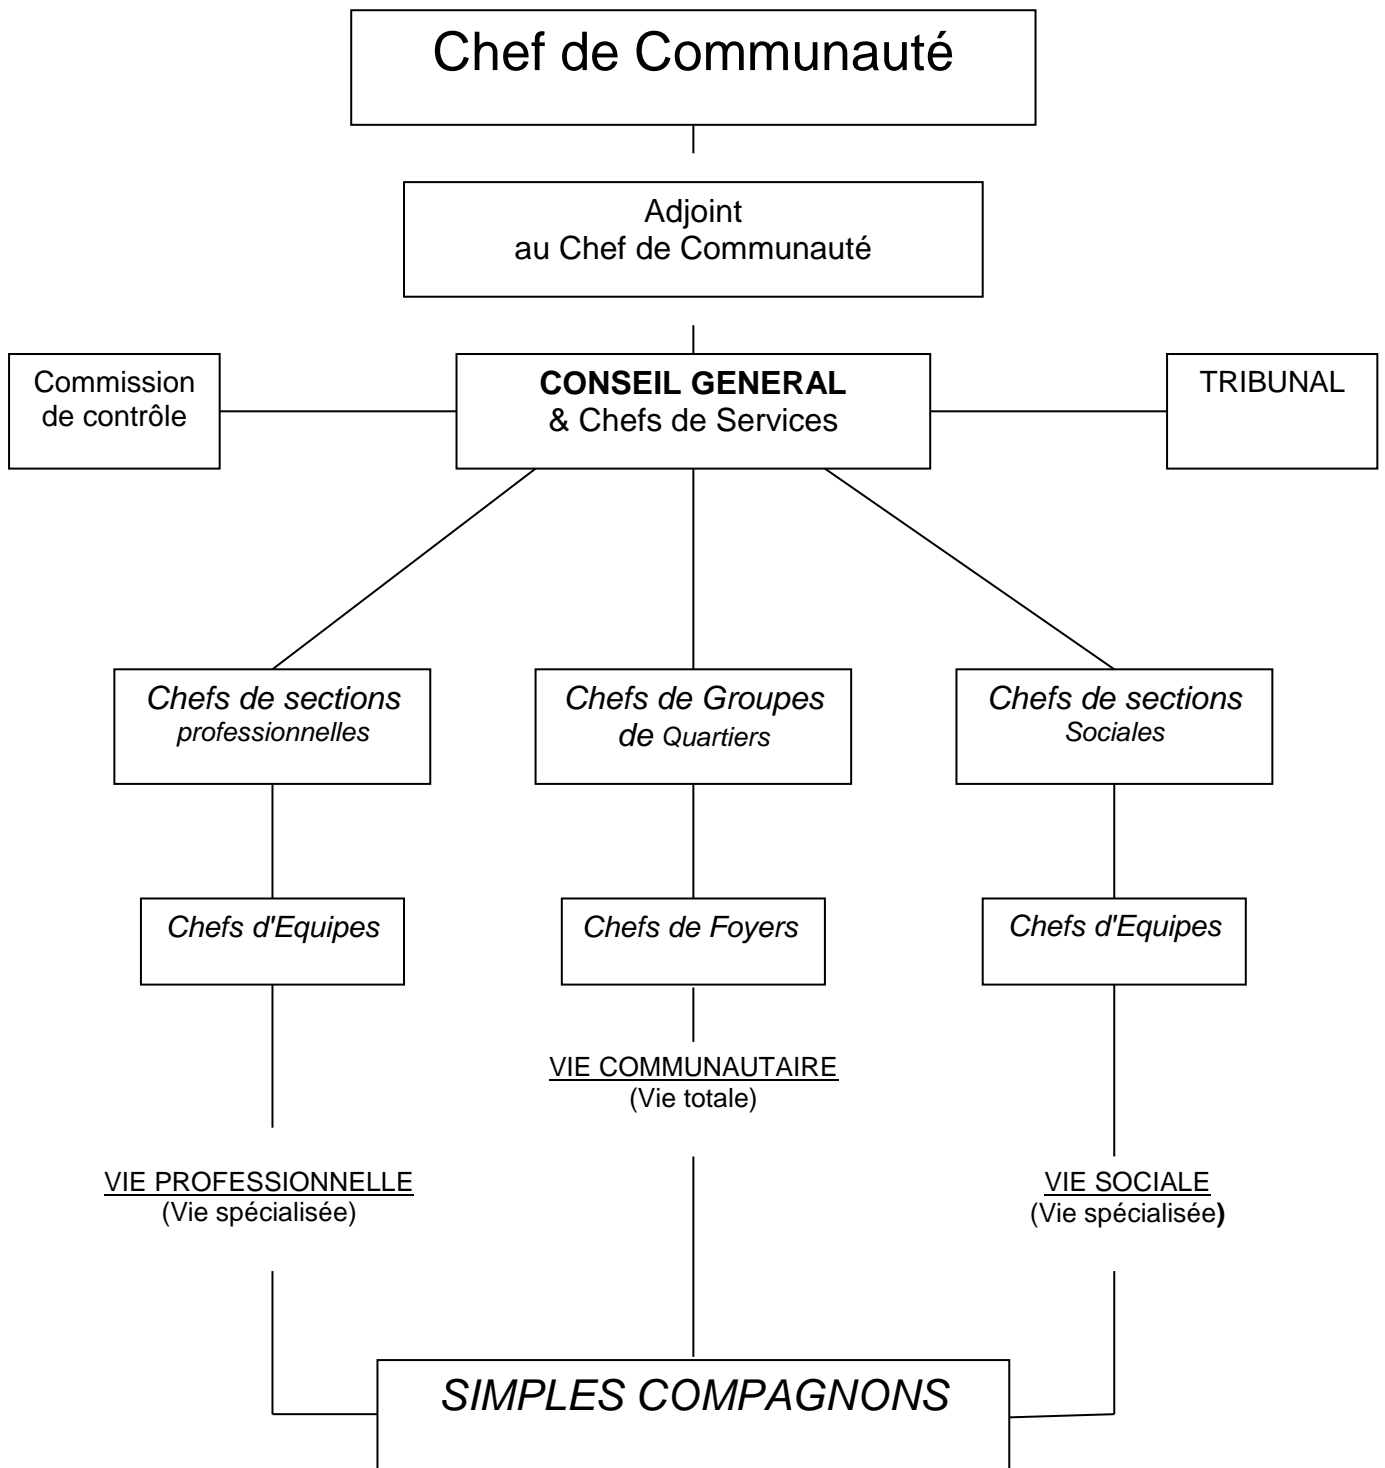 Chef de Communauté
Adjoint
au Chef de Communauté
Commission
de contrôle
CONSEIL GENERAL
& Chefs de Services
TRIBUNAL
Chefs de sections
professionnelles
Chefs de Groupes
de Quartiers
Chefs de sections
Sociales
Chefs d'Equipes
Chefs de Foyers
Chefs d'Equipes
VIE COMMUNAUTAIRE
(Vie totale)
VIE PROFESSIONNELLE
(Vie spécialisée)
VIE SOCIALE
(Vie spécialisée)
SIMPLES COMPAGNONS